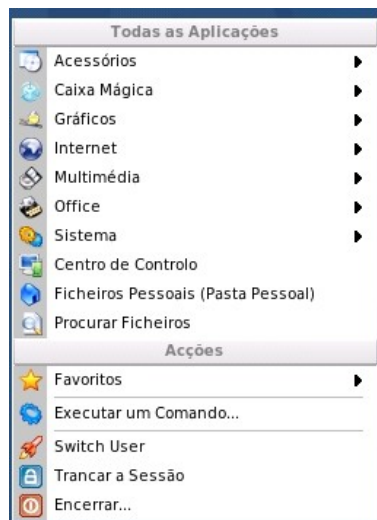 Todas as Aplicações
Acessórios
Caixa Mágica
Gráficos
Internet
Multimédia
Office
Sistema
Centro de Controlo
Ficheiros Pessoais (Pasta Pessoal)
Procurar Ficheiros
Acções
Favoritos
Executar um Comando...
Switch User
Trancar a Sessão
Encerrar...